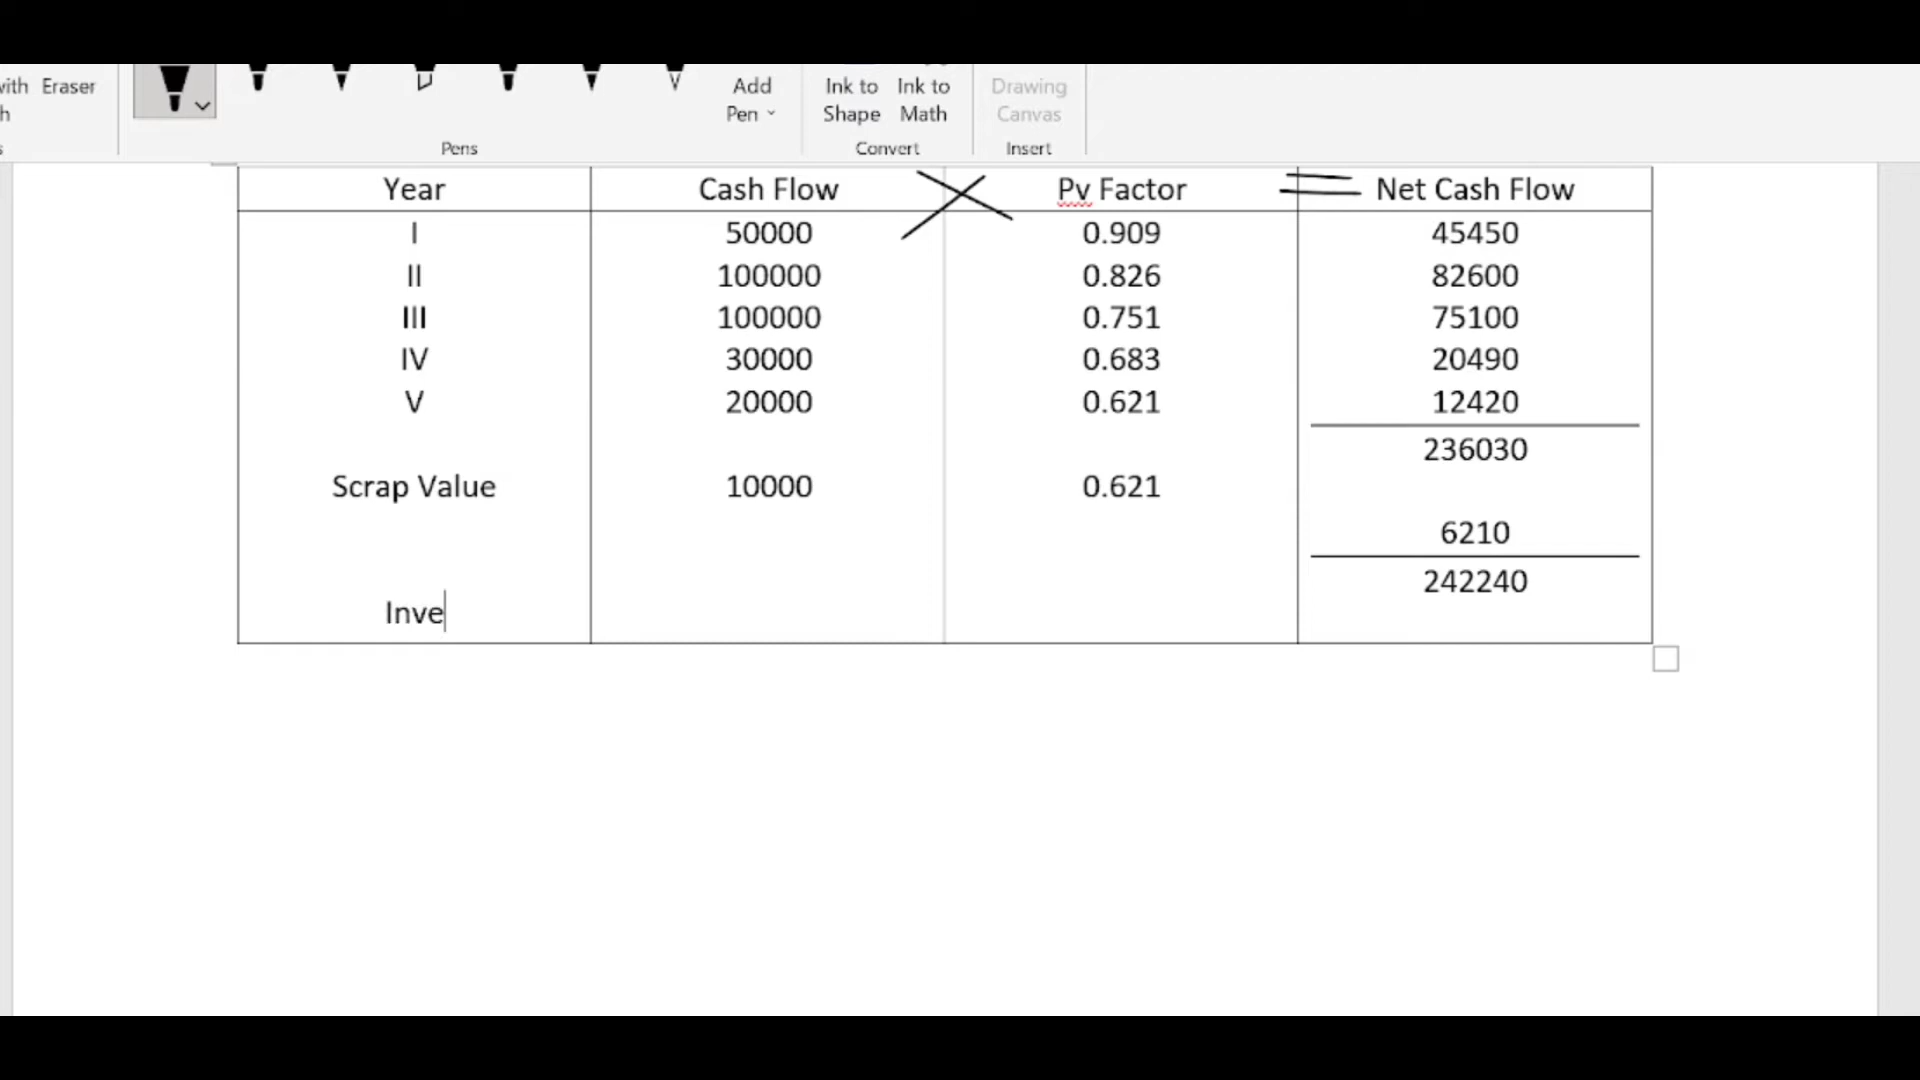 with Eraser
h
s
Add
Pen
Pens
Ink to Ink to
Shape Math
Convert
Drawing
Canvas
Insert
Year Cash Flow Pv Factor Net Cash Flow
I 50000 0.909 45450
II 100000 0.826 82600
III 100000 0.751 75100
IV 30000 0.683 20490
V 20000 0.621 12420
236030
Scrap Value 10000 0.621
6210
242240
Inve